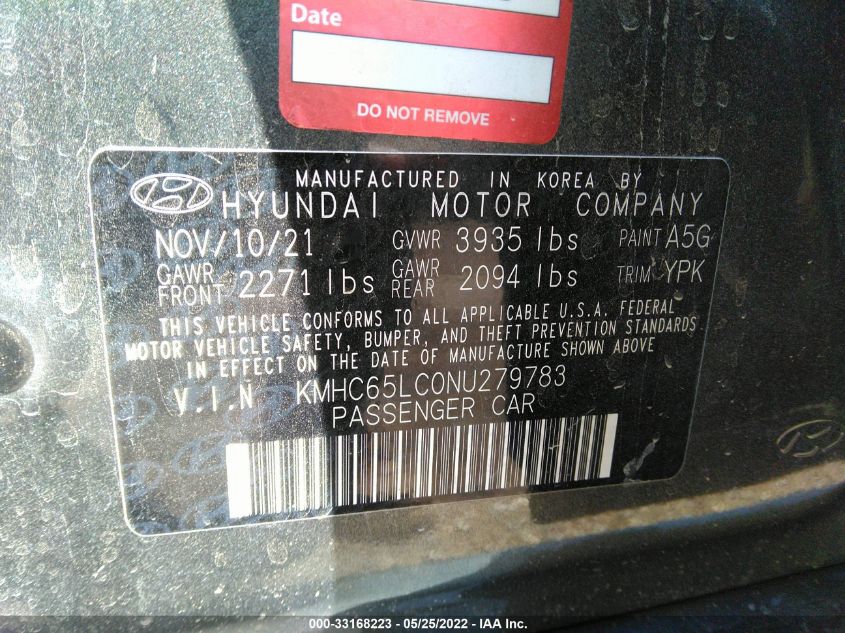 Date
DO NOT REMOVE
MANUFACTURED IN KOREA BY
HYUNDAI MOTOR COMPANY
NOV/10/21 GVWR 3935 lbs PAINT A5G
GAWR FRONT 2271 lbs GAWR REAR 2094 lbs TRIM YPK
THIS VEHICLE CONFORMS TO ALL APPLICABLE U.S.A. FEDERAL
MOTOR VEHICLE SAFETY, BUMPER, AND THEFT PREVENTION STANDARDS
IN EFFECT ON THE DATE OF MANUFACTURE SHOWN ABOVE
V.I.N KMHC65LC0NU279783
PASSENGER CAR
000-33168223 - 05/25/2022 - IAA Inc.